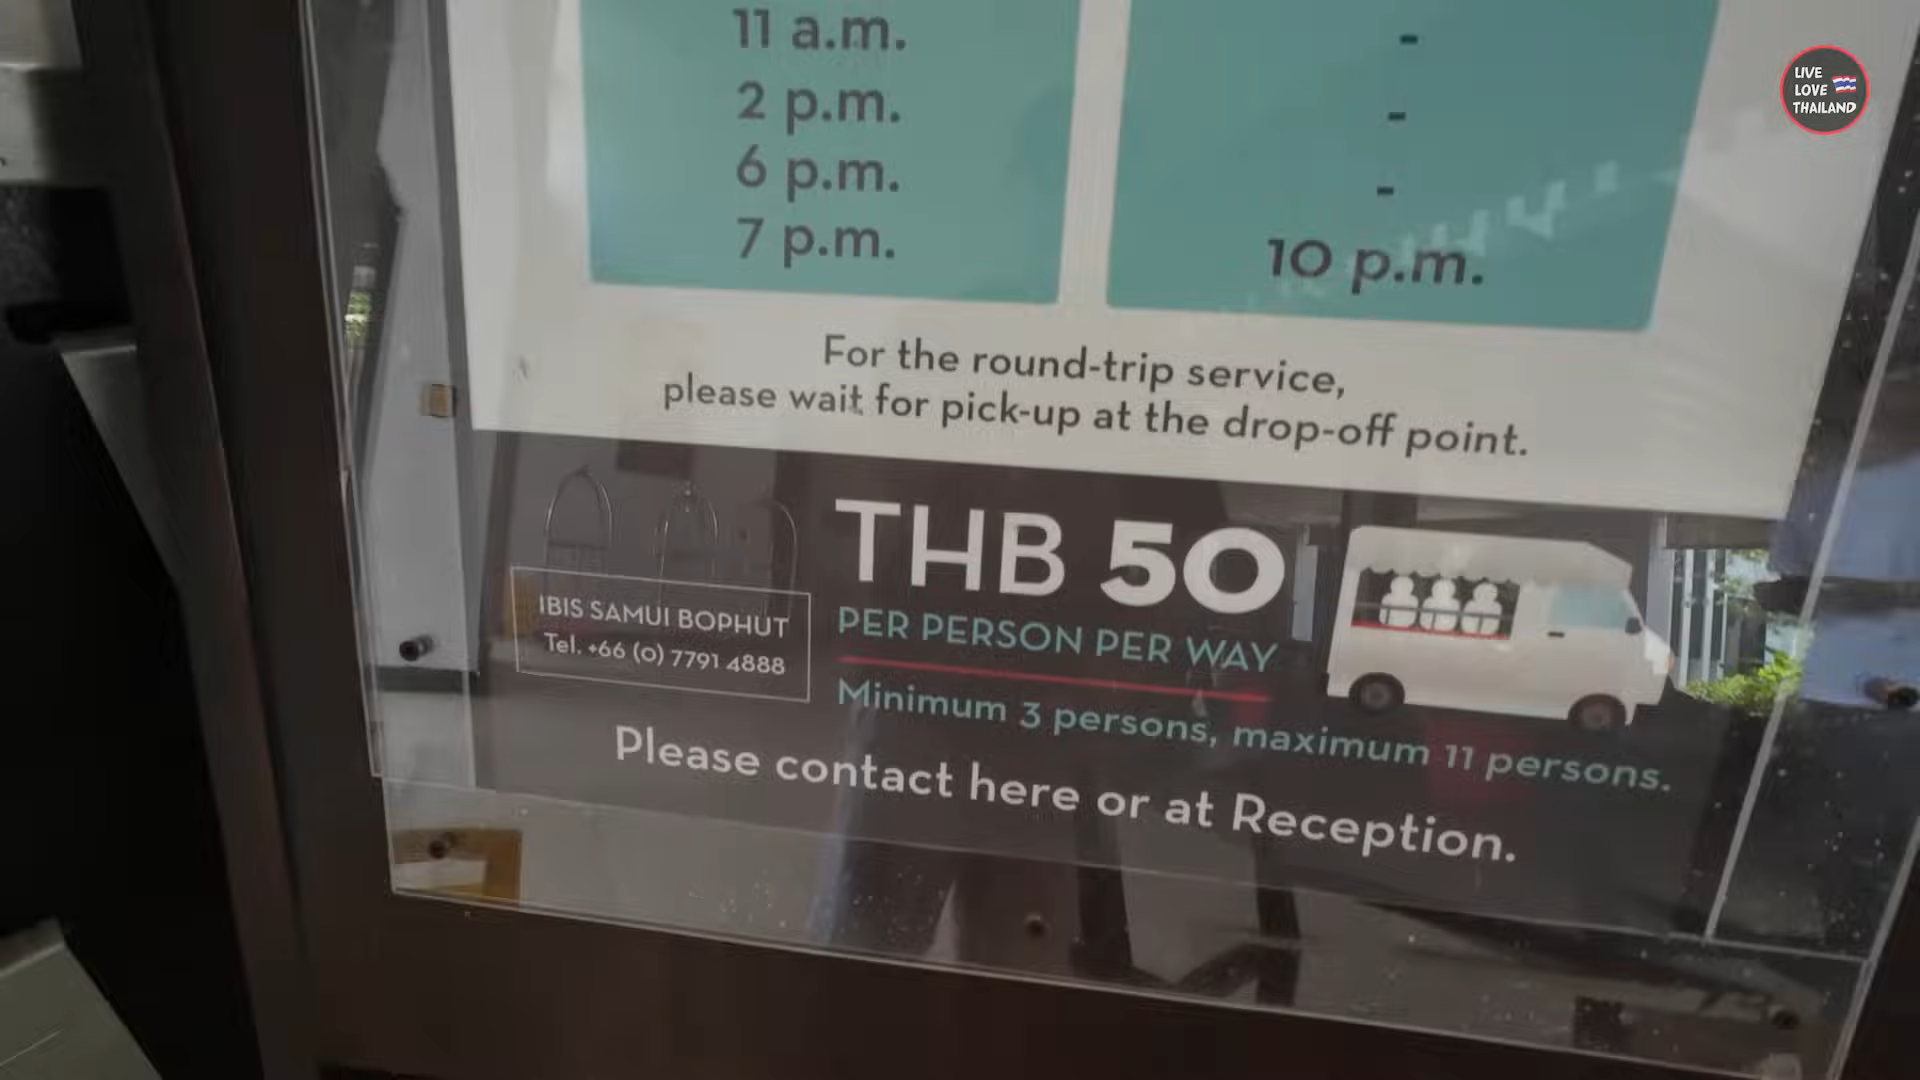 11 a.m. -
2 p.m. -
6 p.m. -
7 p.m. 10 p.m.
For the round-trip service,
please wait for pick-up at the drop-off point.
THB 50
PER PERSON PER WAY
Minimum 3 persons, maximum 11 persons.
IBIS SAMUI BOPHUT
Tel. +66 (0) 7791 4888
Please contact here or at Reception.
LIVE
LOVE
THAILAND